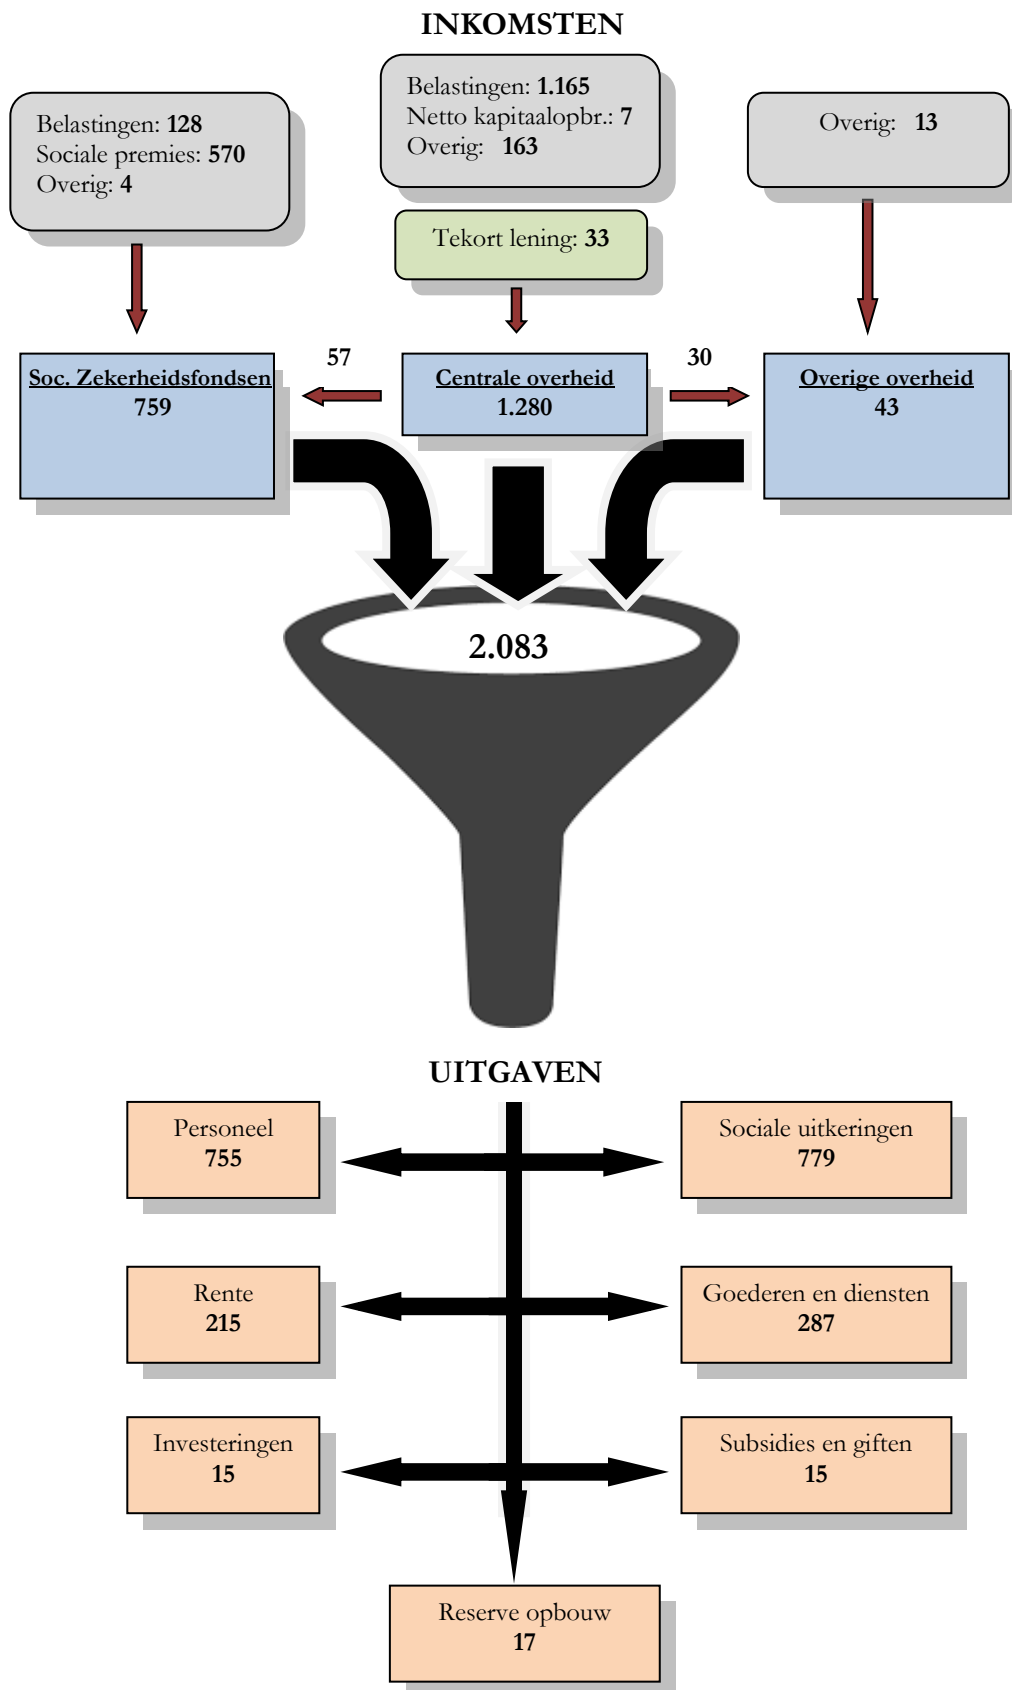 INKOMSTEN
Belastingen: 128
Sociale premies: 570
Overig: 4
Belastingen: 1.165
Netto kapitaalopbr.: 7
Overig: 163
Overig: 13
Tekort lening: 33
Soc. Zekerheidsfondsen
759
57
Centrale overheid
1.280
30
Overige overheid
43
2.083
UITGAVEN
Personeel
755
Sociale uitkeringen
779
Rente
215
Goederen en diensten
287
Investeringen
15
Subsidies en giften
15
Reserve opbouw
17